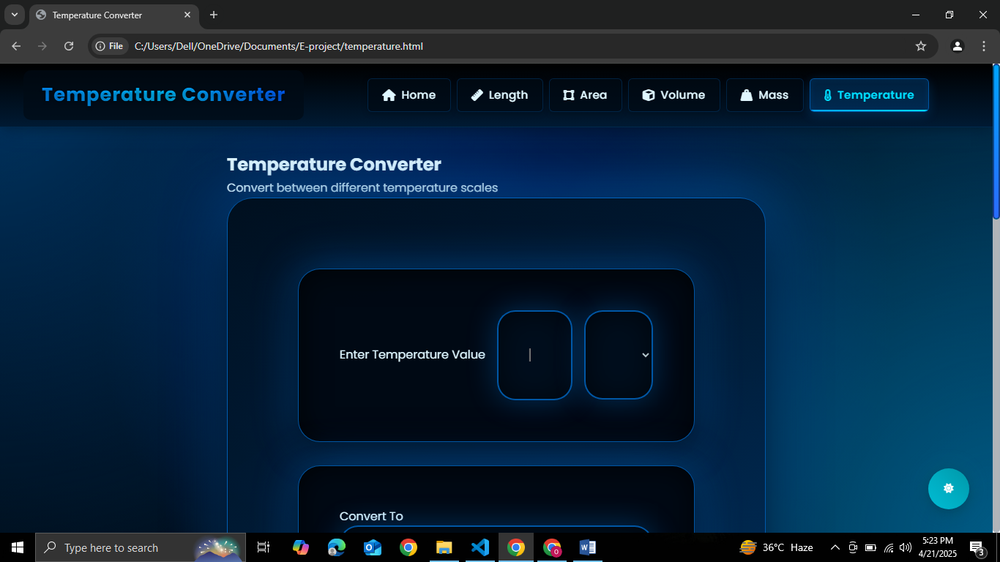 Temperature Converter
File
C:/Users/Dell/OneDrive/Documents/E-project/temperature.html
Temperature Converter
Home
Length
Area
Volume
Mass
Temperature
Temperature Converter
Convert between different temperature scales
Enter Temperature Value
Convert To
Type here to search
36°C Haze
5:23 PM
4/21/2025
3